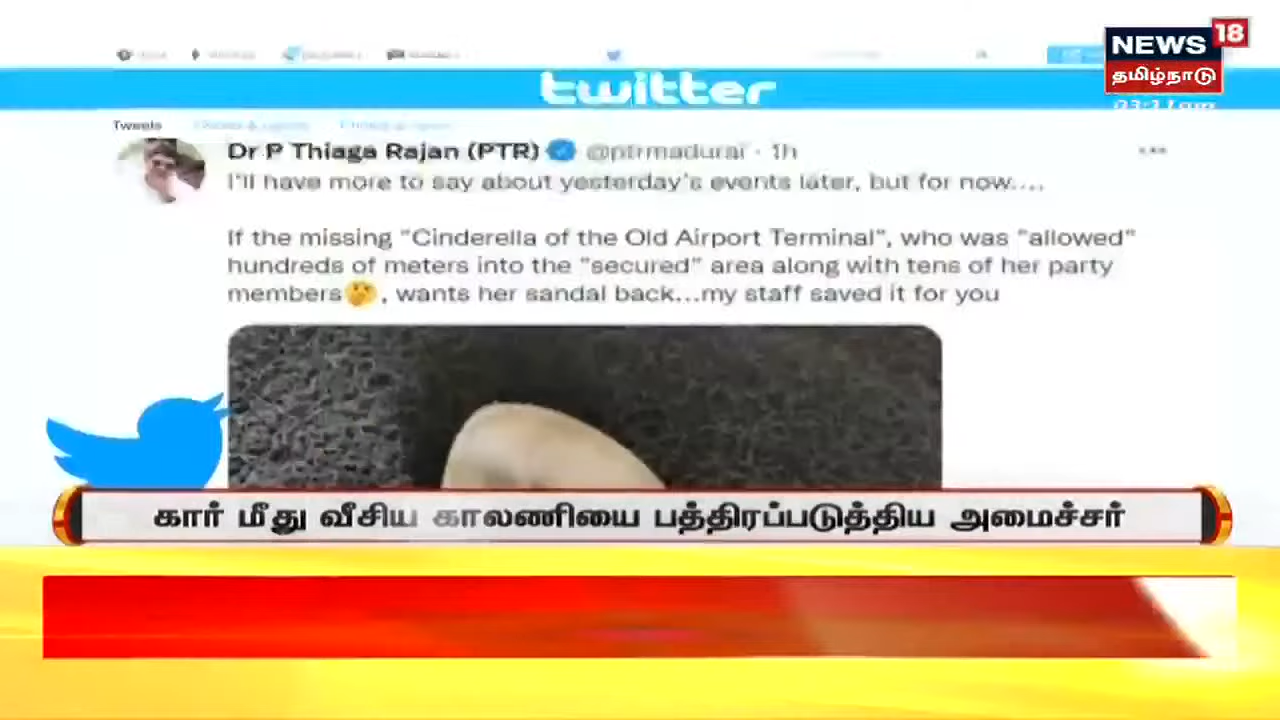 NEWS 18
twitter
தமிழ்நாடு
Tweets
Dr P Thiaga Rajan (PTR) @ptrmadurai · 1h
I'll have more to say about yesterday's events later, but for now....
If the missing "Cinderella of the Old Airport Terminal", who was "allowed"
hundreds of meters into the "secured" area along with tens of her party
members🤔, wants her sandal back...my staff saved it for you
கார் மீது வீசிய காலணியை பத்திரப்படுத்திய அமைச்சர்